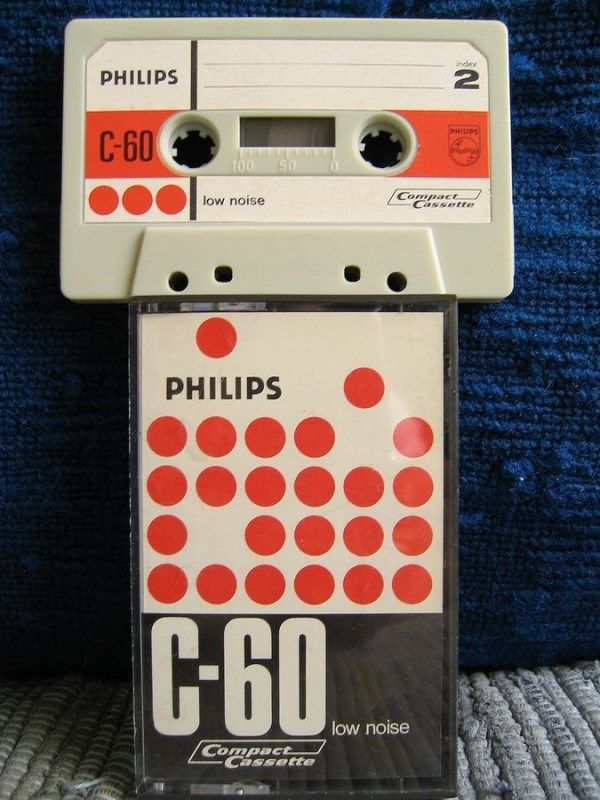 PHILIPS
index
2
C-60
100 50 0
PHILIPS
low noise
Compact
Cassette
PHILIPS
C-60
low noise
Compact
Cassette